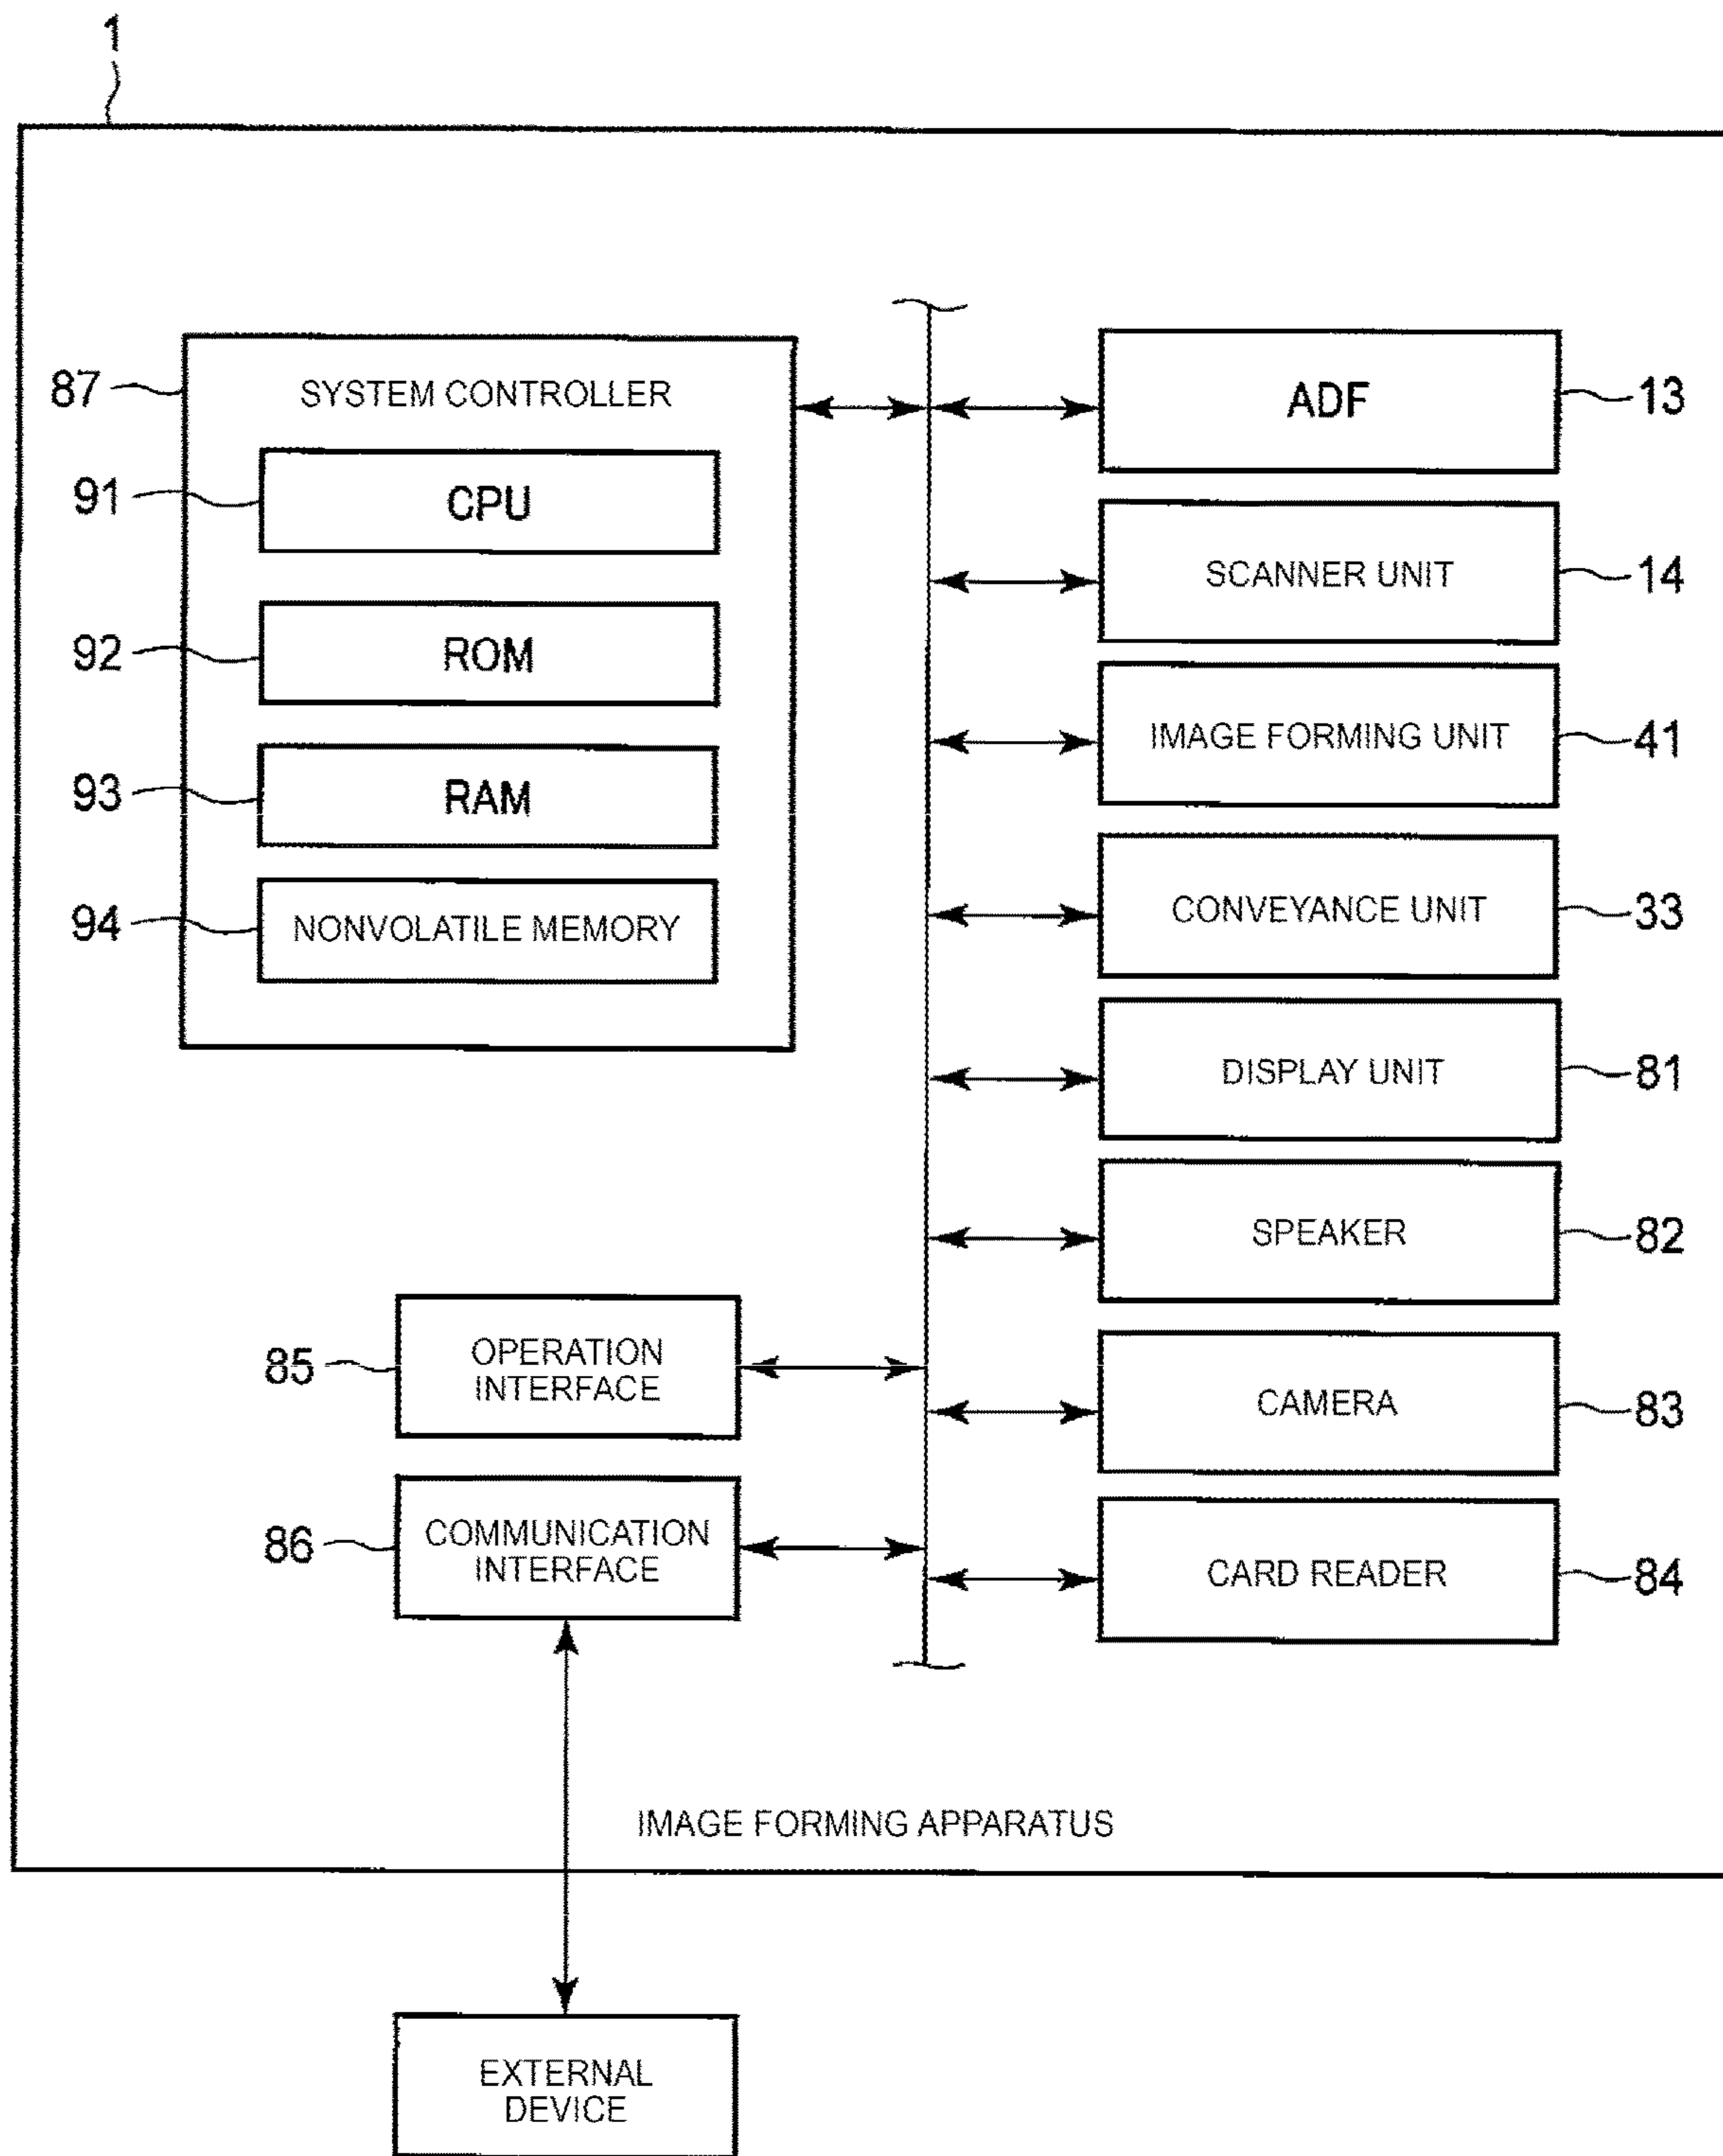 1
87
SYSTEM CONTROLLER
91
CPU
92
ROM
93
RAM
94
NONVOLATILE MEMORY
ADF
13
SCANNER UNIT
14
IMAGE FORMING UNIT
41
CONVEYANCE UNIT
33
DISPLAY UNIT
81
SPEAKER
82
85
OPERATION
INTERFACE
CAMERA
83
86
COMMUNICATION
INTERFACE
CARD READER
84
IMAGE FORMING APPARATUS
EXTERNAL
DEVICE